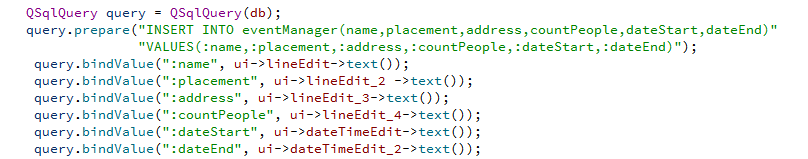 QSqlQuery query = QSqlQuery(db);
query.prepare("INSERT INTO eventManager(name,placement,address,countPeople,dateStart,dateEnd)"
"VALUES(:name,:placement,:address,:countPeople,:dateStart,:dateEnd)");
query.bindValue(":name", ui->lineEdit->text());
query.bindValue(":placement", ui->lineEdit_2 ->text());
query.bindValue(":address", ui->lineEdit_3->text());
query.bindValue(":countPeople", ui->lineEdit_4->text());
query.bindValue(":dateStart", ui->dateTimeEdit->text());
query.bindValue(":dateEnd", ui->dateTimeEdit_2->text());